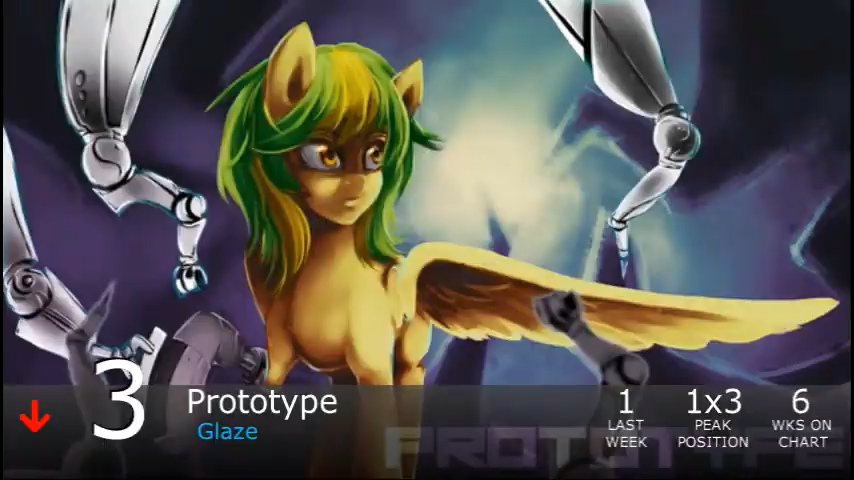 3
Prototype
Glaze
1
LAST
WEEK
1x3
PEAK
POSITION
6
WKS ON
CHART
PROTOTYPE